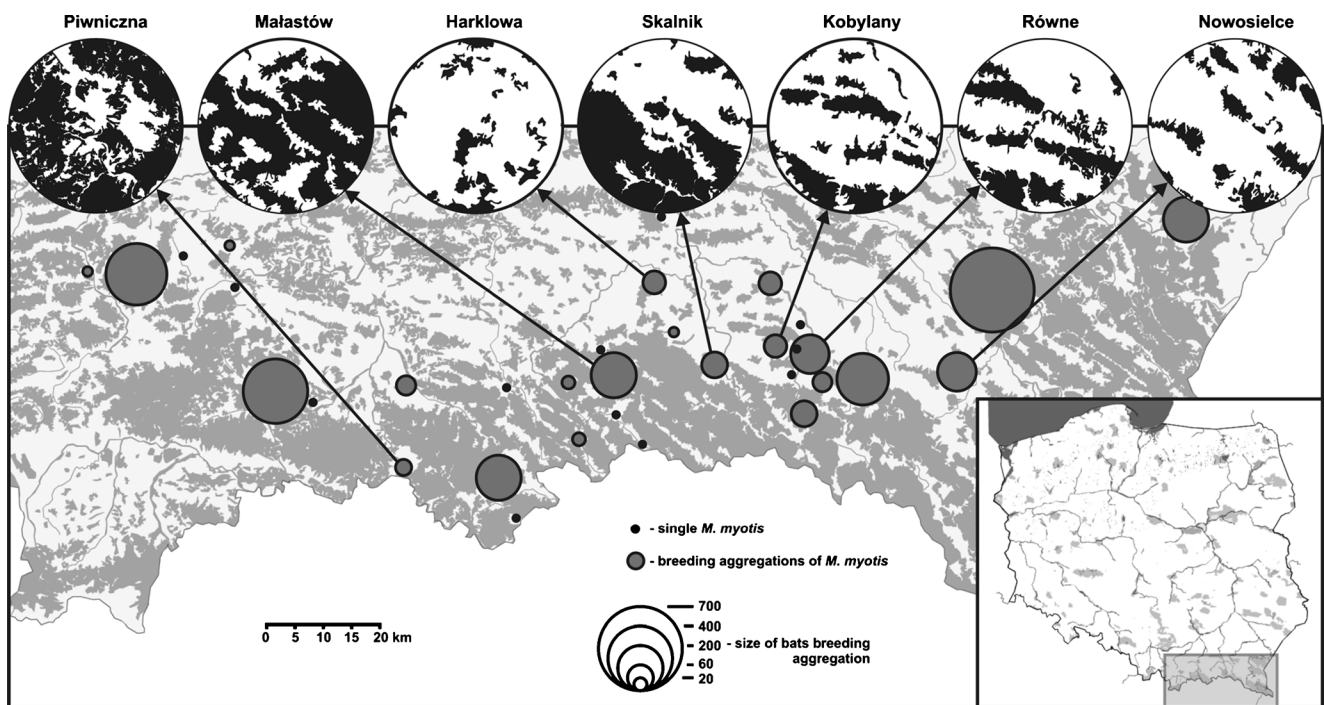 Piwniczna Małastów Harklowa Skalnik Kobylany Równe Nowosielce
- single M. myotis
- breeding aggregations of M. myotis
0 5 10 15 20 km
700
400
200
60
20
- size of bats breeding
aggregation